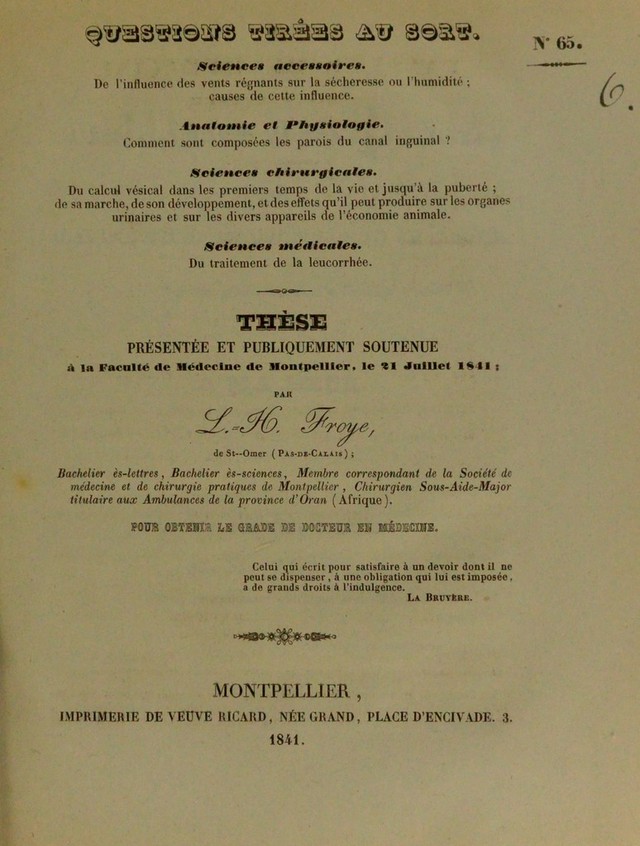 QUESTIONS TIRÉES AU SORT.
N° 65.
6.
Sciences accessoires.
De l'influence des vents régnants sur la sécheresse ou l'humidité ;
causes de cette influence.
Anatomie et Physiologie.
Comment sont composées les parois du canal inguinal ?
Sciences chirurgicales.
Du calcul vésical dans les premiers temps de la vie et jusqu'à la puberté ;
de sa marche, de son développement, et des effets qu'il peut produire sur les organes
urinaires et sur les divers appareils de l'économie animale.
Sciences médicales.
Du traitement de la leucorrhée.
THÈSE
PRÉSENTÉE ET PUBLIQUEMENT SOUTENUE
à la Faculté de Médecine de Montpellier, le 21 Juillet 1841 ;
PAR
L.-H. Froye,
de St--Omer ( PAS-DE-CALAIS ) ;
Bachelier ès-lettres, Bachelier ès-sciences, Membre correspondant de la Société de
médecine et de chirurgie pratiques de Montpellier, Chirurgien Sous-Aide-Major
titulaire aux Ambulances de la province d'Oran ( Afrique ).
POUR OBTENIR LE GRADE DE DOCTEUR EN MÉDECINE.
Celui qui écrit pour satisfaire à un devoir dont il ne
peut se dispenser, à une obligation qui lui est imposée,
a de grands droits à l'indulgence.
LA BRUYÈRE.
MONTPELLIER,
IMPRIMERIE DE VEUVE RICARD, NÉE GRAND, PLACE D'ENCIVADE. 3.
1841.